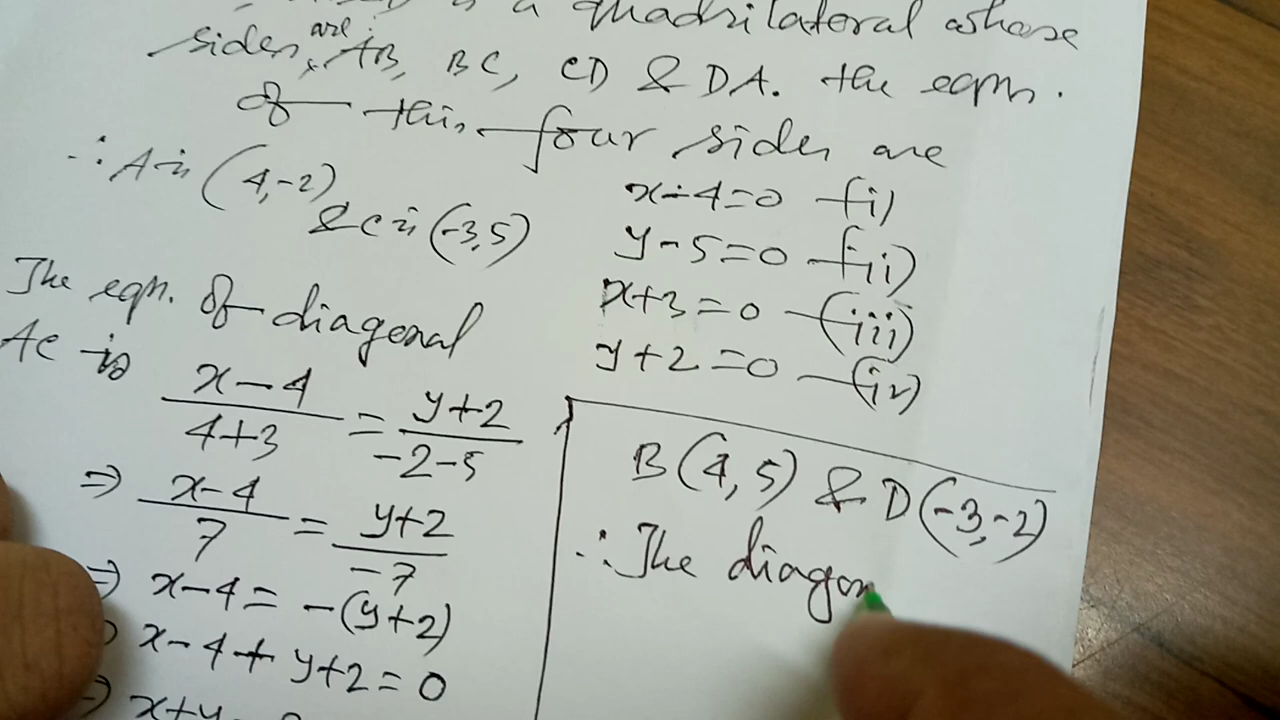 is a quadrilateral whose
sides are AB, BC, CD & DA. the eqns.
of this four sides are
x-4=0 -(i)
y-5=0 -(ii)
x+3=0 -(iii)
y+2=0 -(iv)
∴ A is (4,-2)
& C is (-3,5)
The eqn. of diagonal
AC is
x-4/4+3 = y+2/-2-5
⇒ x-4/7 = y+2/-7
⇒ x-4= -(y+2)
x-4+y+2=0
⇒ x+y
B(4,5) & D(-3,-2)
∴ The diagon